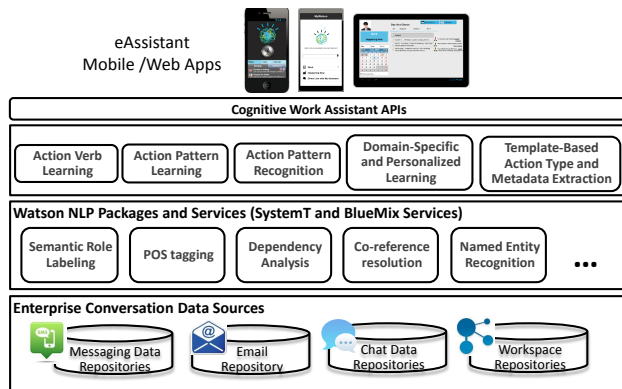 eAssistant
Mobile /Web Apps
Cognitive Work Assistant APIs
Action Verb
Learning
Action Pattern
Learning
Action Pattern
Recognition
Domain-Specific
and Personalized
Learning
Template-Based
Action Type and
Metadata Extraction
Watson NLP Packages and Services (SystemT and BlueMix Services)
Semantic Role
Labeling
POS tagging
Dependency
Analysis
Co-reference
resolution
Named Entity
Recognition
...
Enterprise Conversation Data Sources
Messaging Data
Repositories
Email
Repository
Chat Data
Repositories
Workspace
Repositories